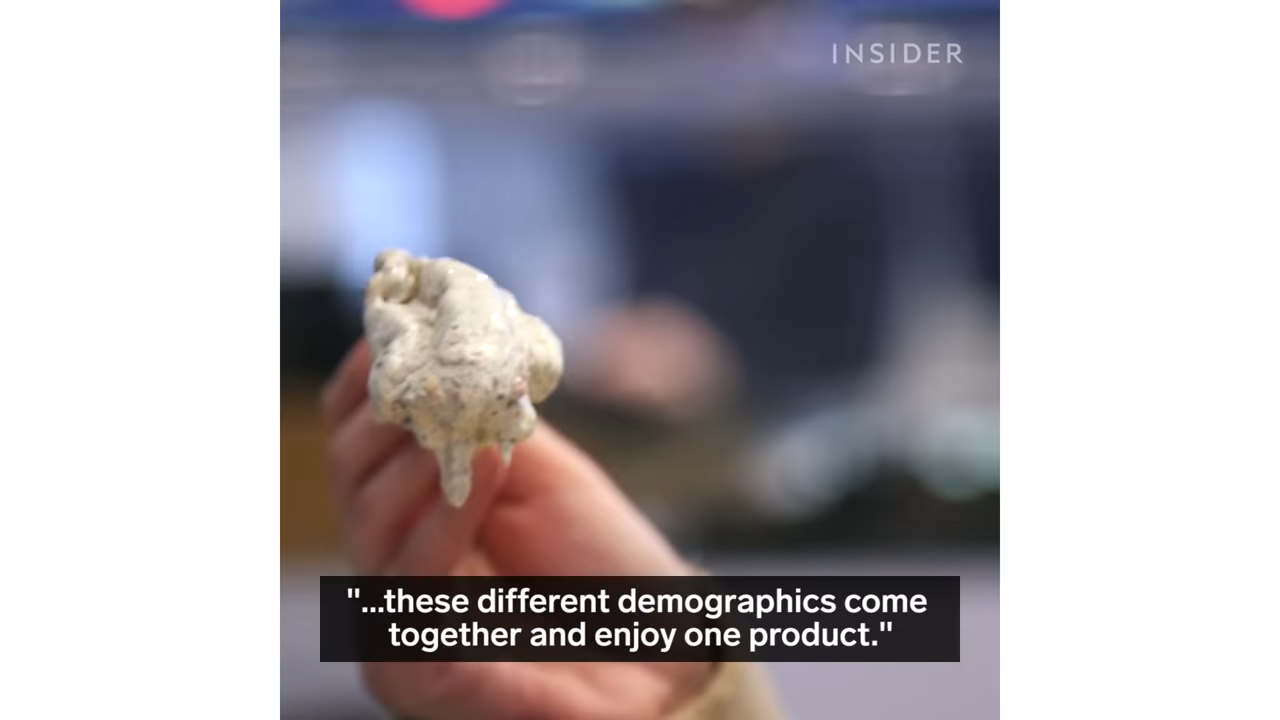 INSIDER
"...these different demographics come
together and enjoy one product."